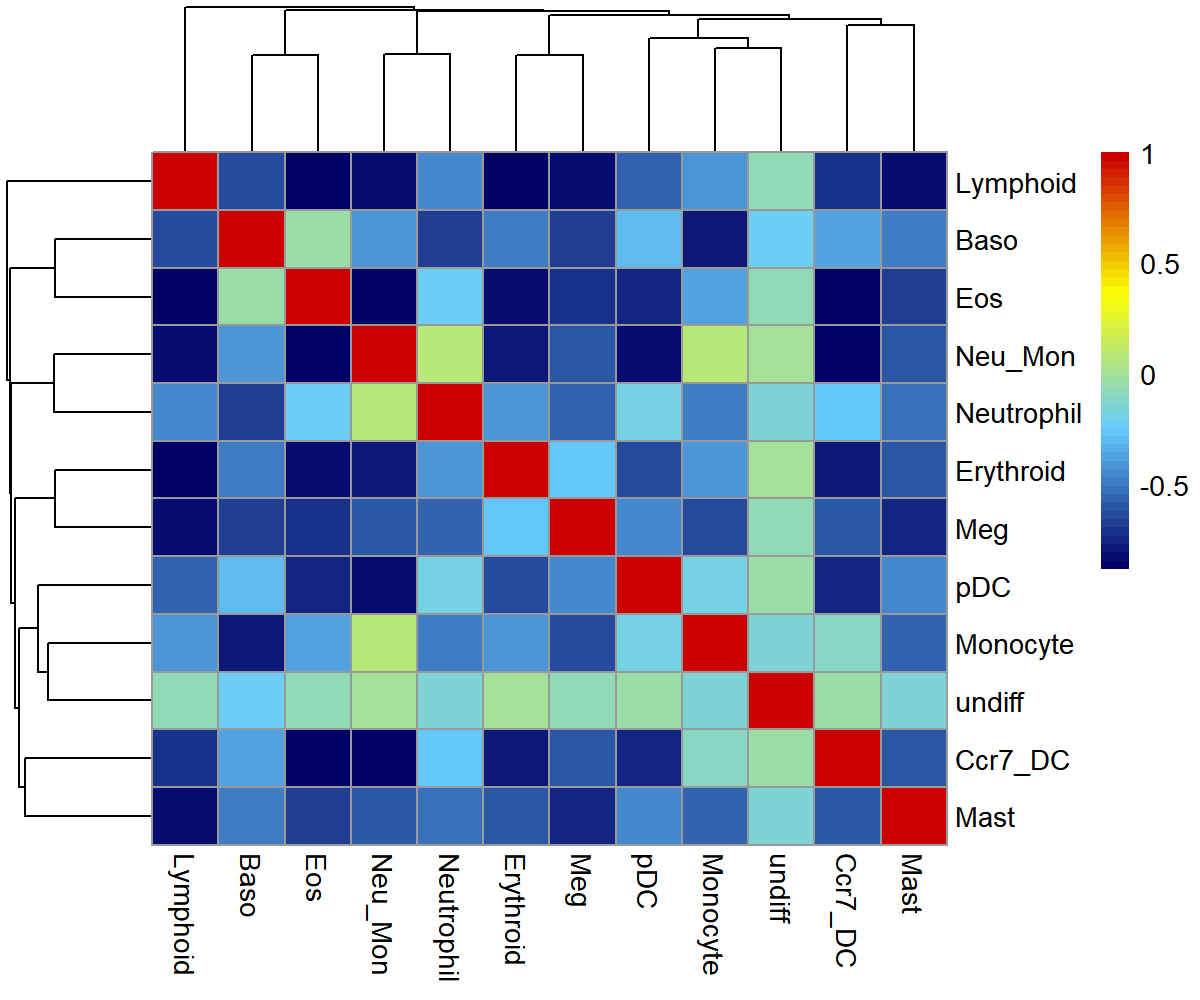 1
0.5
0
-0.5
Lymphoid
Baso
Eos
Neu_Mon
Neutrophil
Erythroid
Meg
pDC
Monocyte
undiff
Ccr7_DC
Mast
Lymphoid
Baso
Eos
Neu_Mon
Neutrophil
Erythroid
Meg
pDC
Monocyte
undiff
Ccr7_DC
Mast